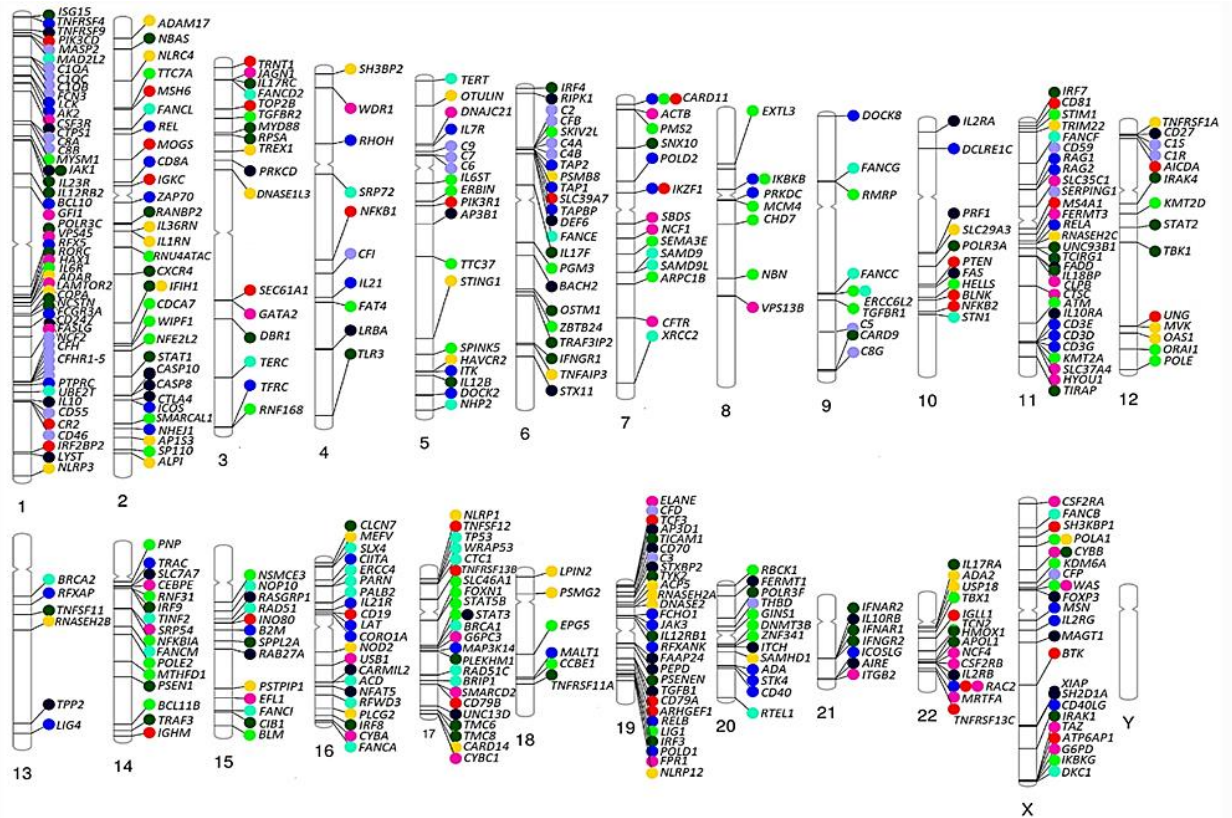 ISG15
TNFRSF4
TNFRSF9
PIK3CD
MASP2
MAD2L2
C1QA
C1QC
C1QB
FCN3
LCK
AK2
CSF3R
CTPS1
C8A
C8B
MYSM1
JAK1
IL23R
IL12RB2
BCL10
GFI1
POLR3C
VPS45
RFX5
RORC
HAX1
IL6R
ADAR
LAMTOR2
COPA
NCSTN
FCGR3A
CD247
FASLG
NCF2
CFH
CFHR1-5
PTPRC
UBE2T
IL10
CD55
CR2
CD46
IRF2BP2
LYST
NLRP3
1
ADAM17
NBAS
NLRC4
TTC7A
MSH6
FANCL
REL
MOGS
CD8A
IGKC
ZAP70
RANBP2
IL36RN
IL1RN
RNU4ATAC
CXCR4
IFIH1
CDCA7
WIPF1
NFE2L2
STAT1
CASP10
CASP8
CTLA4
ICOS
SMARCAL1
NHEJ1
AP1S3
SP110
ALPI
2
TRNT1
JAGN1
IL17RC
FANCD2
TOP2B
TGFBR2
MYD88
RPSA
TREX1
PRKCD
DNASE1L3
SEC61A1
GATA2
DBR1
TERC
TFRC
RNF168
3
SH3BP2
WDR1
RHOH
SRP72
NFKB1
CFI
IL21
FAT4
LRBA
TLR3
4
TERT
OTULIN
DNAJC21
IL7R
C9
C7
C6
IL6ST
ERBIN
PIK3R1
AP3B1
TTC37
STING1
SPINK5
HAVCR2
ITK
IL12B
DOCK2
NHP2
5
IRF4
RIPK1
C2
CFB
SKIV2L
C4A
C4B
TAP2
PSMB8
TAP1
SLC39A7
TAPBP
DEF6
FANCE
IL17F
PGM3
BACH2
OSTM1
ZBTB24
TRAF3IP2
IFNGR1
TNFAIP3
STX11
6
CARD11
ACTB
PMS2
SNX10
POLD2
IKZF1
SBDS
NCF1
SEMA3E
SAMD9
SAMD9L
ARPC1B
CFTR
XRCC2
7
EXTL3
IKBKB
PRKDC
MCM4
CHD7
NBN
VPS13B
8
DOCK8
FANCG
RMRP
FANCC
ERCC6L2
TGFBR1
C5
CARD9
C8G
9
IL2RA
DCLRE1C
PRF1
SLC29A3
POLR3A
PTEN
FAS
HELLS
BLNK
NFKB2
STN1
10
IRF7
CD81
STIM1
TRIM22
FANCF
CD59
RAG1
RAG2
SLC35C1
SERPING1
MS4A1
FERMT3
RELA
RNASEH2C
UNC93B1
TCIRG1
FADD
IL18BP
CLPB
CTSC
ATM
IL10RA
CD3E
CD3D
CD3G
KMT2A
SLC37A4
HYOU1
TIRAP
11
TNFRSF1A
CD27
C1S
C1R
AICDA
IRAK4
KMT2D
STAT2
TBK1
UNG
MVK
OAS1
ORAI1
POLE
12
BRCA2
RFXAP
TNFSF11
RNASEH2B
TPP2
LIG4
13
PNP
TRAC
SLC7A7
CEBPE
RNF31
IRF9
TINF2
SRP54
NFKBIA
FANCM
POLE2
MTHFD1
PSEN1
BCL11B
TRAF3
IGHM
14
NSMCE3
NOP10
RASGRP1
RAD51
INO80
B2M
SPPL2A
RAB27A
PSTPIP1
EFL1
FANCI
CIB1
BLM
15
CLCN7
MEFV
SLX4
CIITA
ERCC4
PARN
PALB2
IL21R
CD19
LAT
CORO1A
NOD2
USB1
CARMIL2
ACD
NFAT5
RFWD3
PLCG2
IRF8
CYBA
FANCA
16
NLRP1
TNFSF12
TP53
WRAP53
CTC1
TNFRSF13B
SLC46A1
FOXN1
STAT5B
STAT3
BRCA1
G6PC3
MAP3K14
PLEKHM1
RAD51C
BRIP1
SMARCD2
CD79B
UNC13D
TMC6
TMC8
CARD14
CYBC1
17
LPIN2
PSMG2
EPG5
MALT1
CCBE1
TNFRSF11A
18
ELANE
CFD
TCF3
AP3D1
TICAM1
CD70
C3
STXBP2
TYK2
ACP5
RNASEH2A
DNASE2
FCHO1
JAK3
IL12RB1
RFXANK
FAAP24
PEPD
PSENEN
TGFB1
CD79A
ARHGEF1
RELB
LIG1
IRF3
POLD1
FPR1
NLRP12
19
RBCK1
FERMT1
POLR3F
THBD
GINS1
DNMT3B
ZNF341
ITCH
SAMHD1
ADA
STK4
CD40
RTEL1
20
IFNAR2
IL10RB
IFNAR1
IFNGR2
ICOSLG
AIRE
ITGB2
21
IL17RA
ADA2
USP18
TBX1
IGLL1
TCN2
HMOX1
APOL1
NCF4
CSF2RB
IL2RB
RAC2
MRTFA
TNFRSF13C
22
CSF2RA
FANCB
SH3KBP1
POLA1
CYBB
KDM6A
CFP
WAS
FOXP3
MSN
IL2RG
MAGT1
BTK
XIAP
SH2D1A
CD40LG
IRAK1
TAZ
ATP6AP1
G6PD
IKBKG
DKC1
X
Y